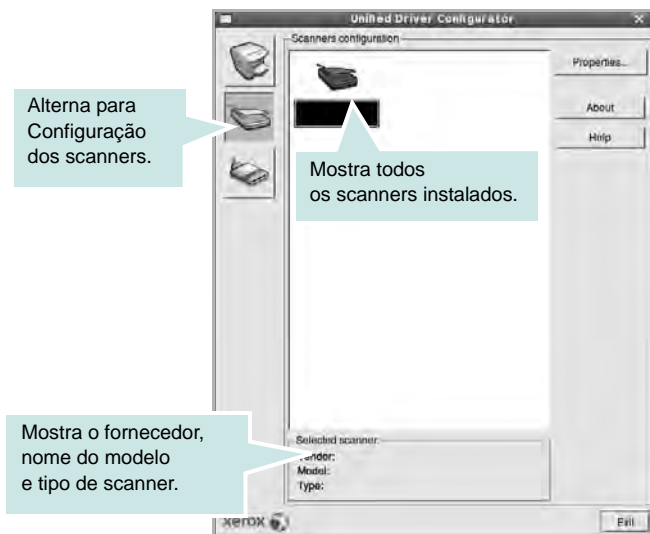 Unified Driver Configurator
Scanners configuration
Properties...
About
Help
Alterna para
Configuração
dos scanners.
Mostra todos
os scanners instalados.
Mostra o fornecedor,
nome do modelo
e tipo de scanner.
Selected scanner:
Vendor:
Model:
Type:
xerox
Exit